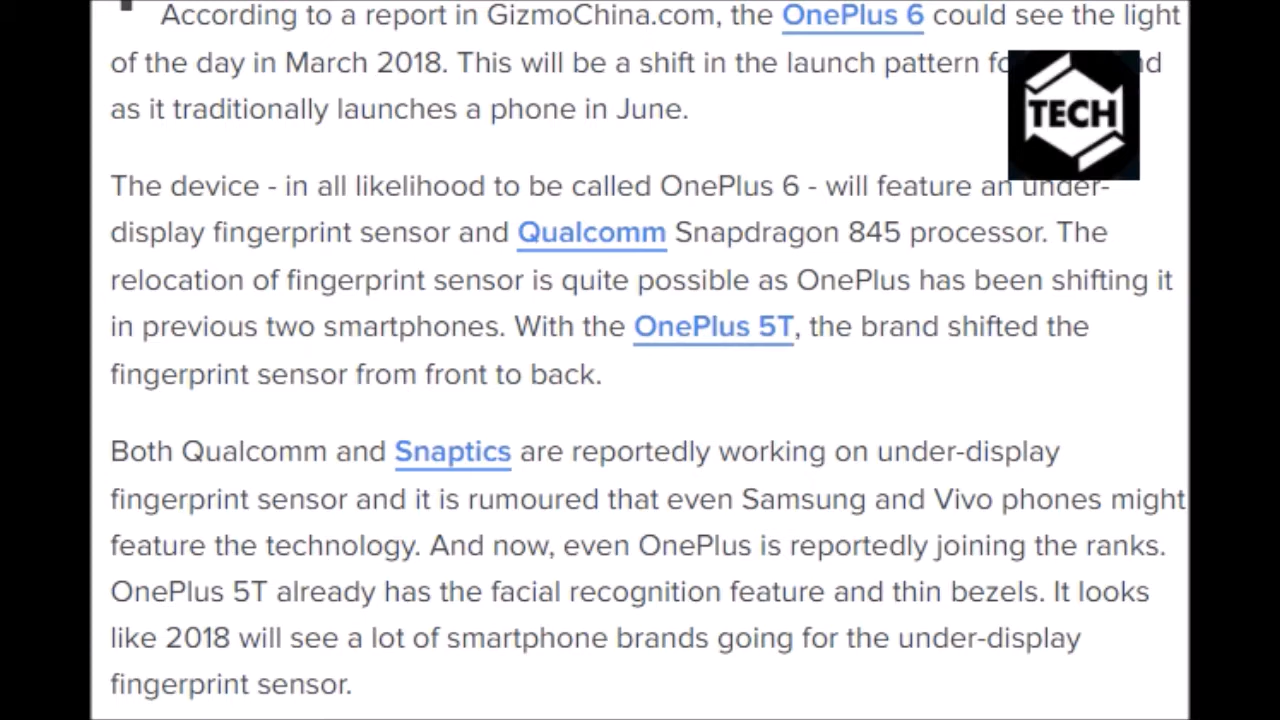 According to a report in GizmoChina.com, the OnePlus 6 could see the light
of the day in March 2018. This will be a shift in the launch pattern
as it traditionally launches a phone in June.
TECH
The device - in all likelihood to be called OnePlus 6 - will feature an under-
display fingerprint sensor and Qualcomm Snapdragon 845 processor. The
relocation of fingerprint sensor is quite possible as OnePlus has been shifting it
in previous two smartphones. With the OnePlus 5T, the brand shifted the
fingerprint sensor from front to back.
Both Qualcomm and Snaptics are reportedly working on under-display
fingerprint sensor and it is rumoured that even Samsung and Vivo phones might
feature the technology. And now, even OnePlus is reportedly joining the ranks.
OnePlus 5T already has the facial recognition feature and thin bezels. It looks
like 2018 will see a lot of smartphone brands going for the under-display
fingerprint sensor.